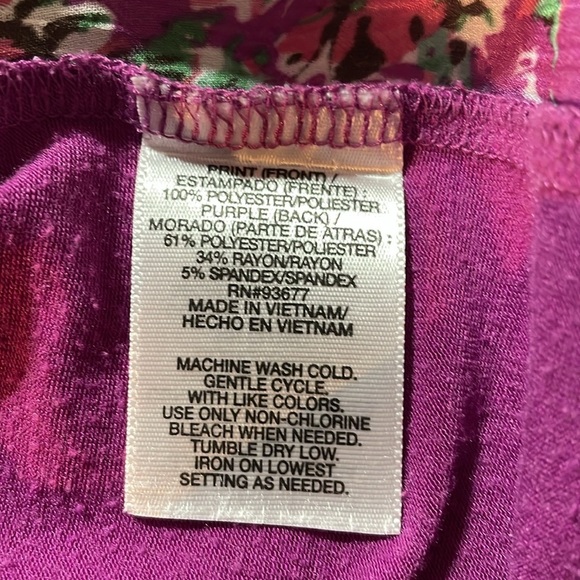 PRINT (FRONT) /
ESTAMPADO (FRENTE) :
100% POLYESTER/POLIESTER
PURPLE (BACK) /
MORADO (PARTE DE ATRAS) :
61% POLYESTER/POLIESTER
34% RAYON/RAYON
5% SPANDEX/SPANDEX
RN#93677
MADE IN VIETNAM/
HECHO EN VIETNAM
MACHINE WASH COLD.
GENTLE CYCLE.
WITH LIKE COLORS.
USE ONLY NON-CHLORINE
BLEACH WHEN NEEDED.
TUMBLE DRY LOW.
IRON ON LOWEST
SETTING AS NEEDED.